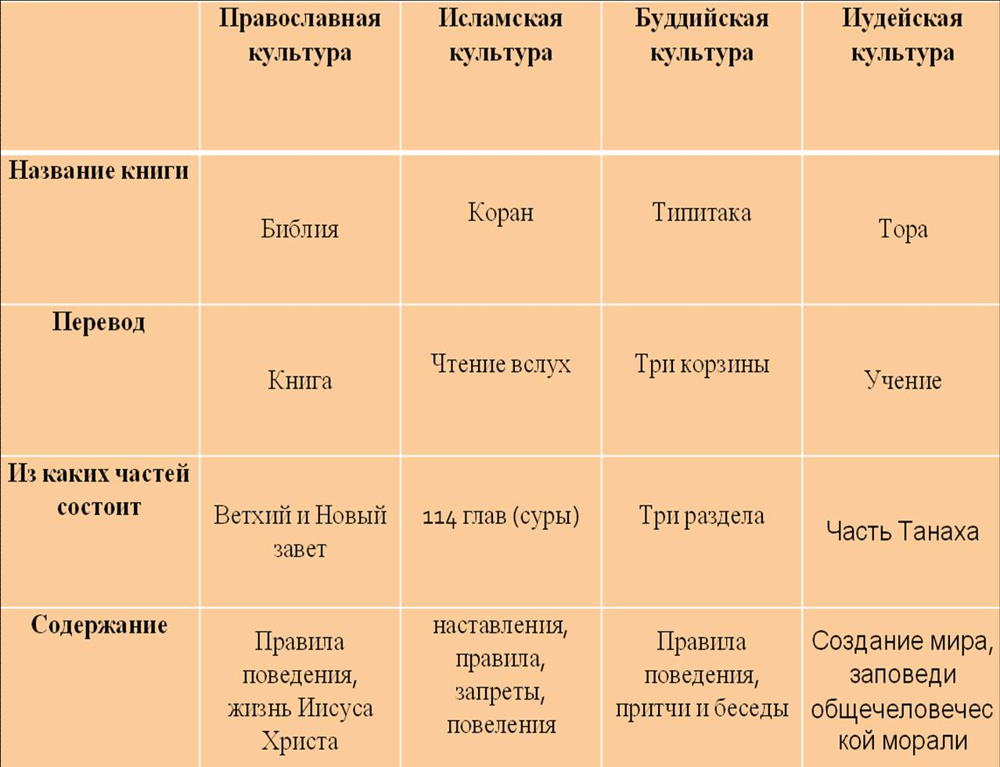 Православная
культура
Исламская
культура
Буддийская
культура
Иудейская
культура
Название книги
Библия
Коран
Типитака
Тора
Перевод
Книга
Чтение вслух
Три корзины
Учение
Из каких частей
состоит
Ветхий и Новый
завет
114 глав (суры)
Три раздела
Часть Танаха
Содержание
Правила
поведения,
жизнь Иисуса
Христа
наставления,
правила,
запреты,
повеления
Правила
поведения,
притчи и беседы
Создание мира,
заповеди
общечеловечес
кой морали